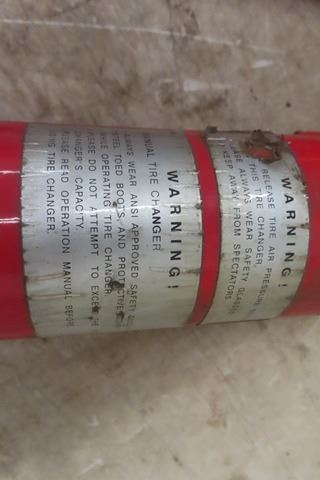 WARNING!
MANUAL TIRE CHANGER
ALWAYS WEAR ANSI APPROVED SAFETY
STEEL TOED BOOTS, AND PROTECTIVE
WHILE OPERATING TIRE CHANGER
PLEASE DO NOT ATTEMPT TO EXCEED
CHANGER'S CAPACITY.
PLEASE READ OPERATION MANUAL BEFORE
TIRE CHANGER.
WARNING!
RELEASE TIRE AIR PRESSURE
THIS TIRE CHANGER
ALWAYS WEAR SAFETY GLASSES
KEEP AWAY FROM SPECTATORS